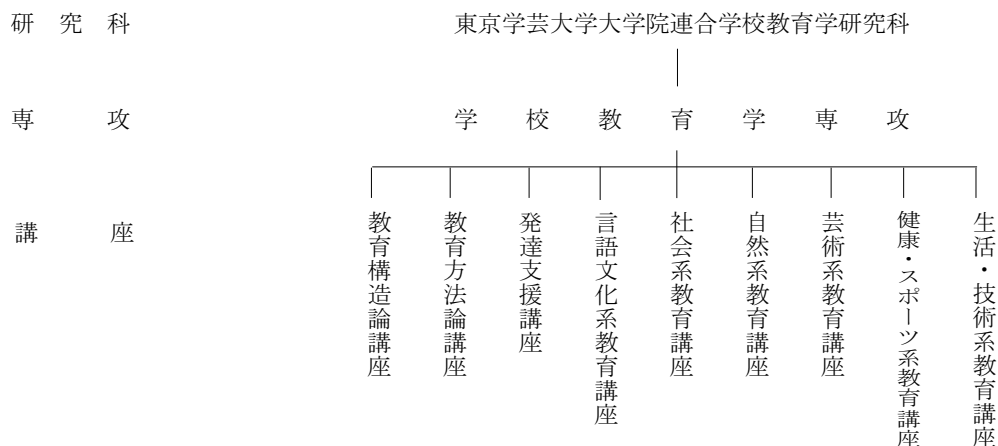 研究科
東京学芸大学大学院連合学校教育学研究科
専攻
学校教育学専攻
講座
教育構造論講座
教育方法論講座
発達支援講座
言語文化系教育講座
社会系教育講座
自然系教育講座
芸術系教育講座
健康・スポーツ系教育講座
生活・技術系教育講座